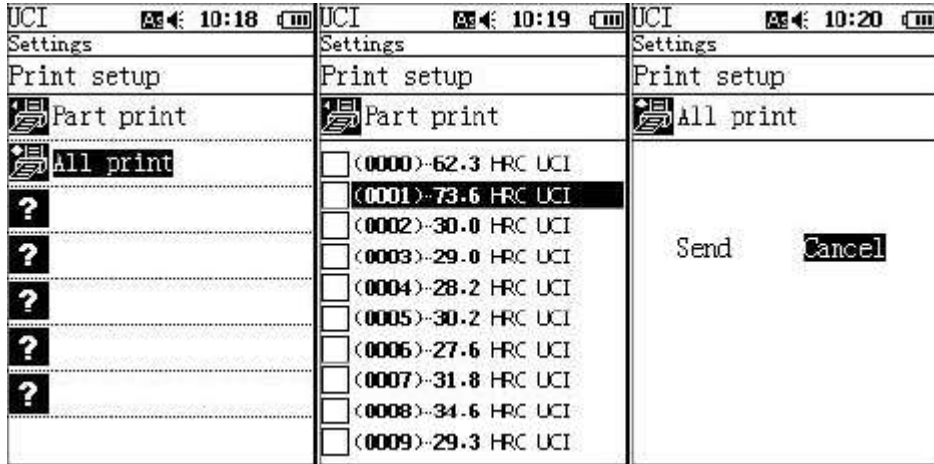 UCI 10:18
Settings
Print setup
Part print
All print
?
?
?
?
?
UCI 10:19
Settings
Print setup
Part print
(0000)-62.3 HRC UCI
(0001)-73.6 HRC UCI
(0002)-30.0 HRC UCI
(0003)-29.0 HRC UCI
(0004)-28.2 HRC UCI
(0005)-30.2 HRC UCI
(0006)-27.6 HRC UCI
(0007)-31.8 HRC UCI
(0008)-34.6 HRC UCI
(0009)-29.3 HRC UCI
UCI 10:20
Settings
Print setup
All print
Send Cancel